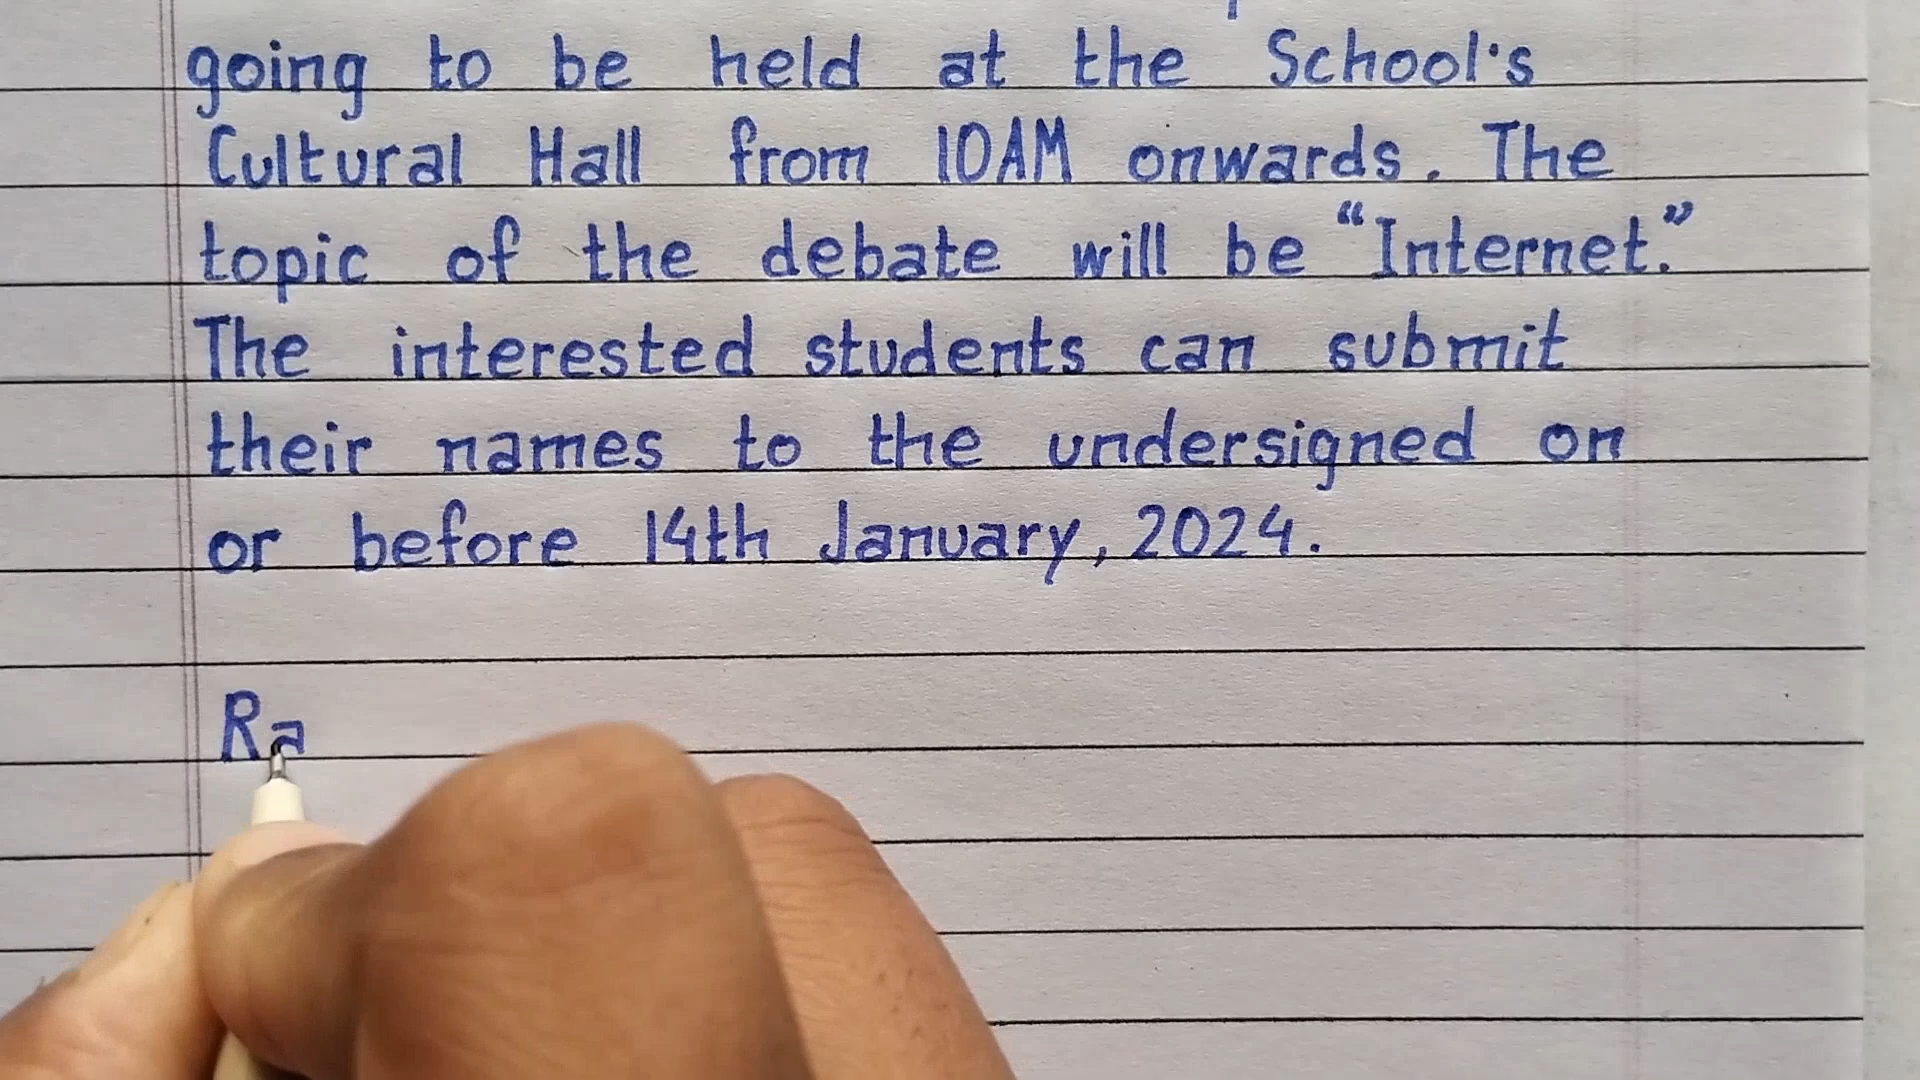 going to be held at the School's
Cultural Hall from 10AM onwards. The
topic of the debate will be “Internet.”
The interested students can submit
their names to the undersigned on
or before 14th January, 2024.
Ra